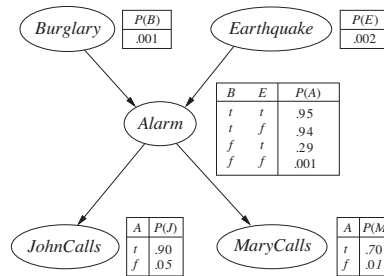 Burglary
P(B)
.001
Earthquake
P(E)
.002
Alarm
B E P(A)
t t .95
t f .94
f t .29
f f .001
JohnCalls
A P(J)
t .90
f .05
MaryCalls
A P(M
t .70
f .01